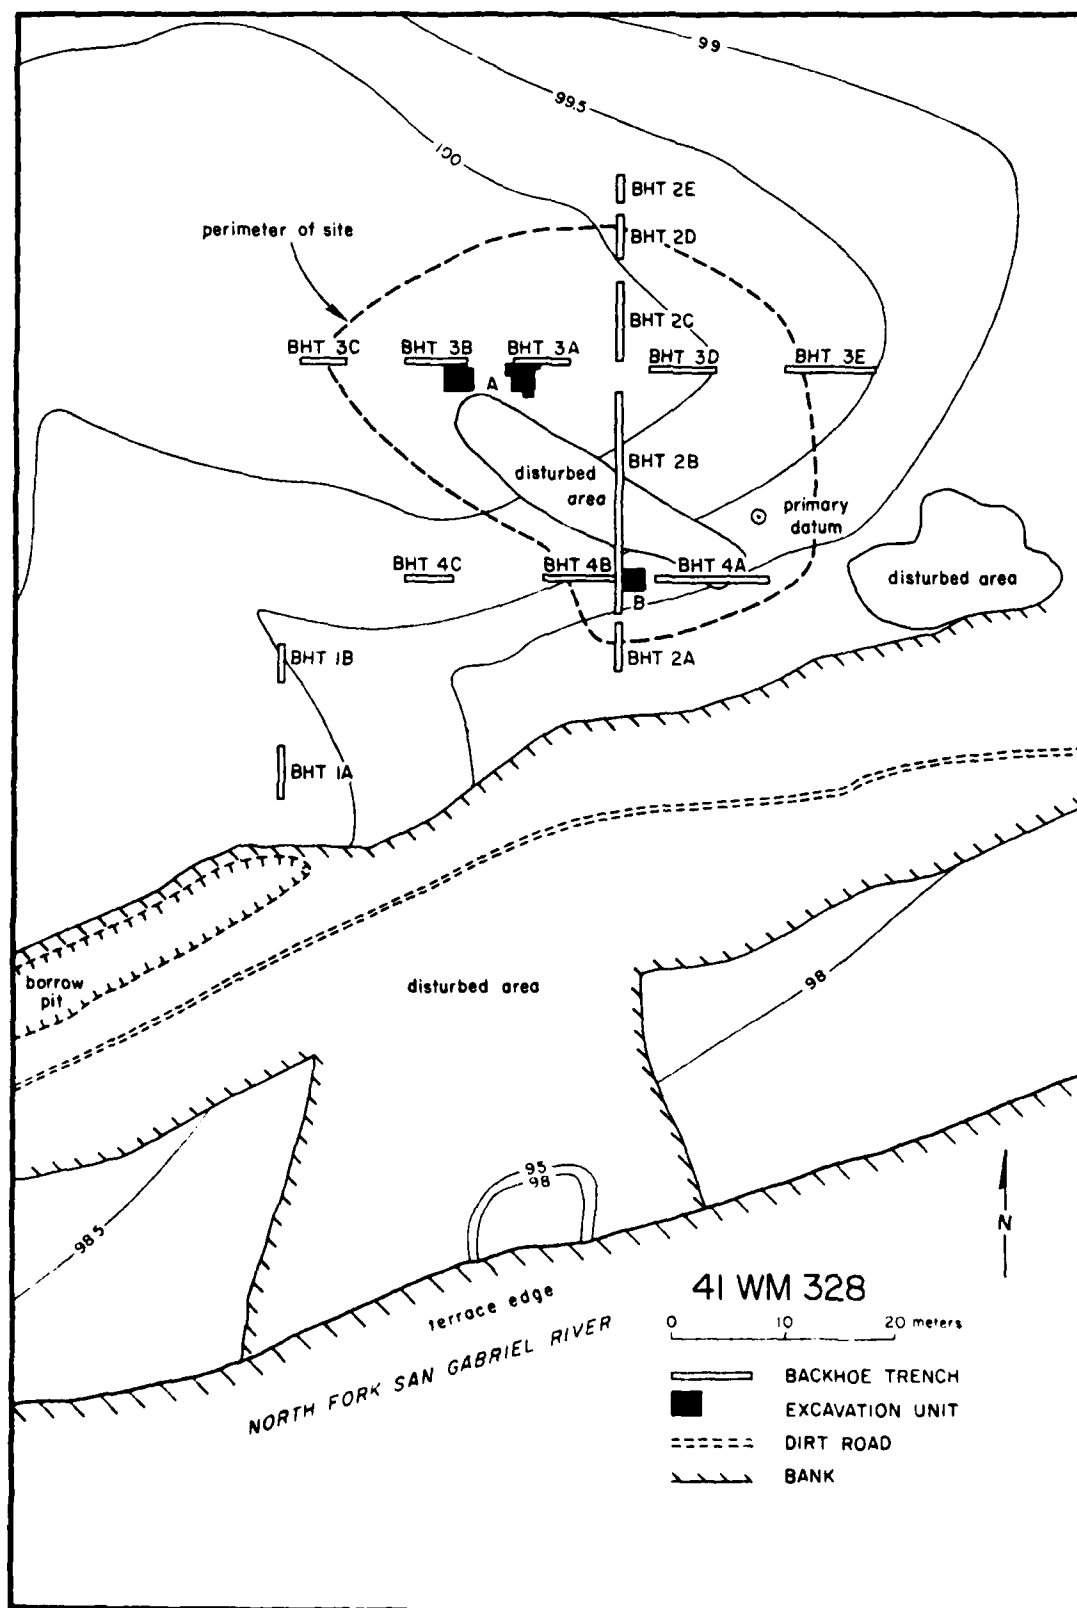 99
99.5
100
BHT 2E
perimeter of site
BHT 2D
BHT 2C
BHT 3C
BHT 3B
BHT 3A
BHT 3D
BHT 3E
A
BHT 2B
disturbed
area
primary
datum
BHT 4C
BHT 4B
BHT 4A
disturbed area
B
BHT 1B
BHT 2A
BHT 1A
borrow
pit
disturbed area
98
95
98
98.5
N
terrace edge
NORTH FORK SAN GABRIEL RIVER
41 WM 328
0 10 20 meters
BACKHOE TRENCH
EXCAVATION UNIT
DIRT ROAD
BANK